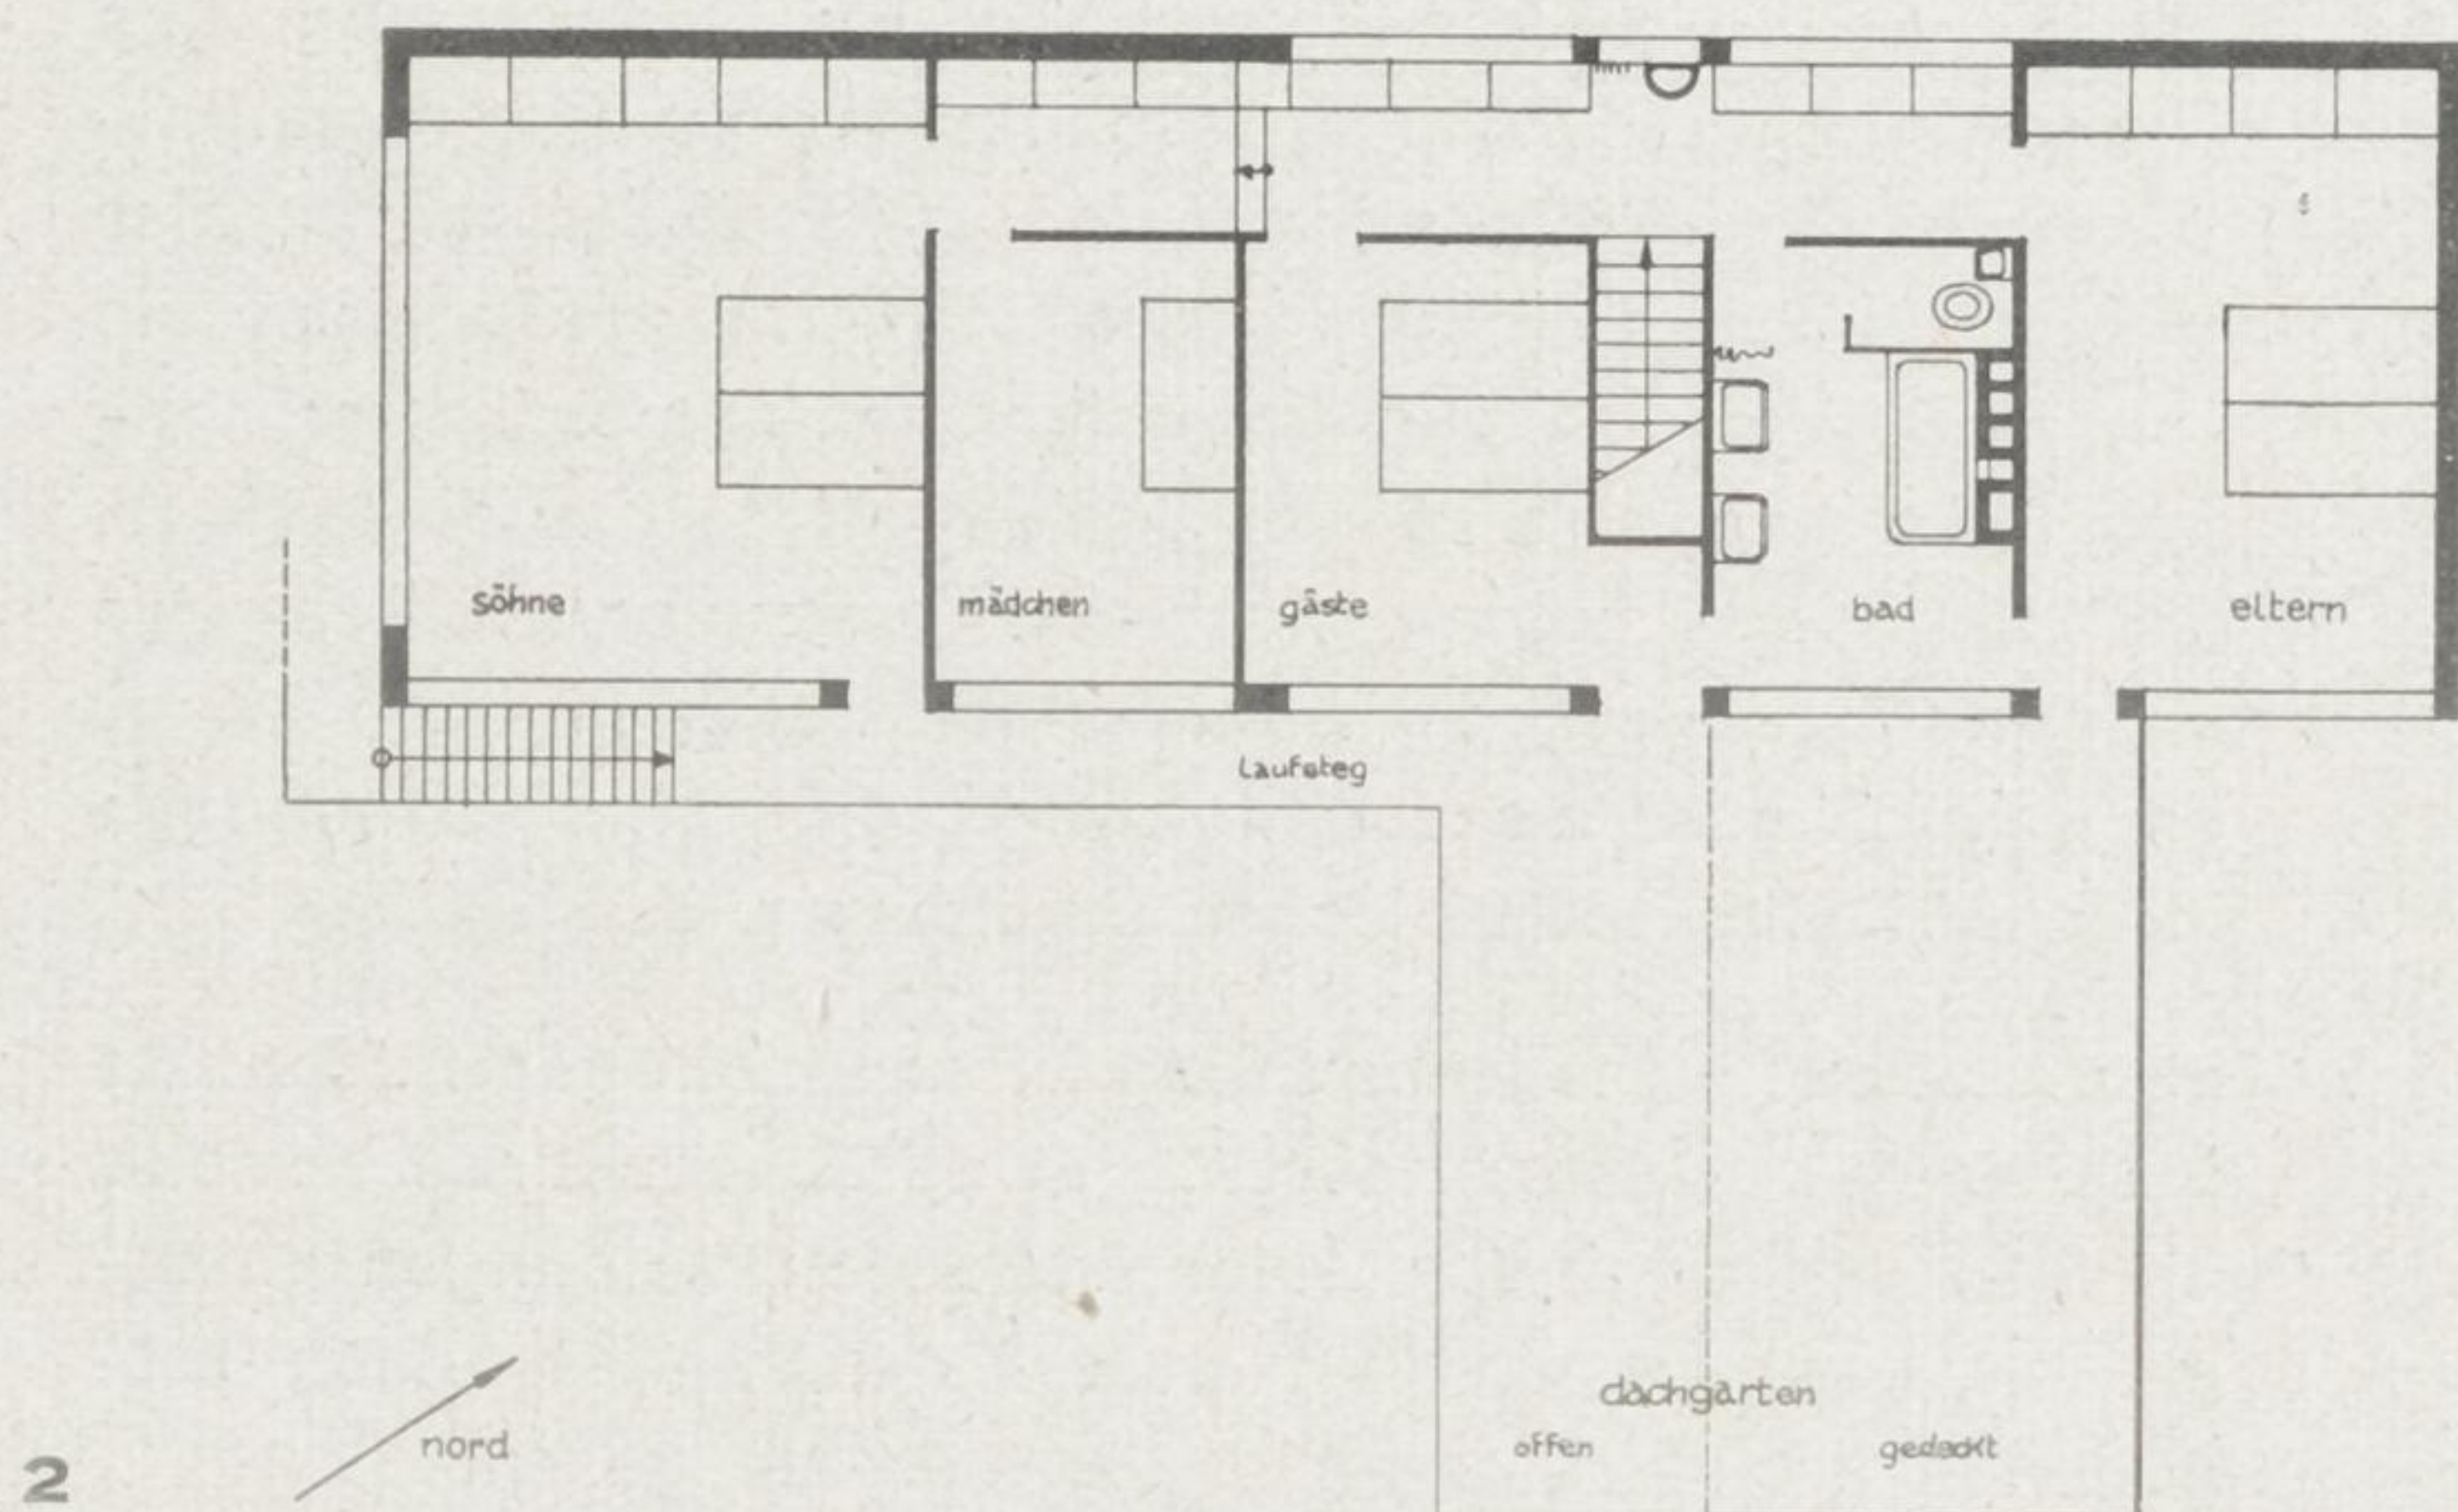 söhne
mädchen
gäste
bad
eltern
laufsteg
dachgarten
offen
gedeckt
nord
2